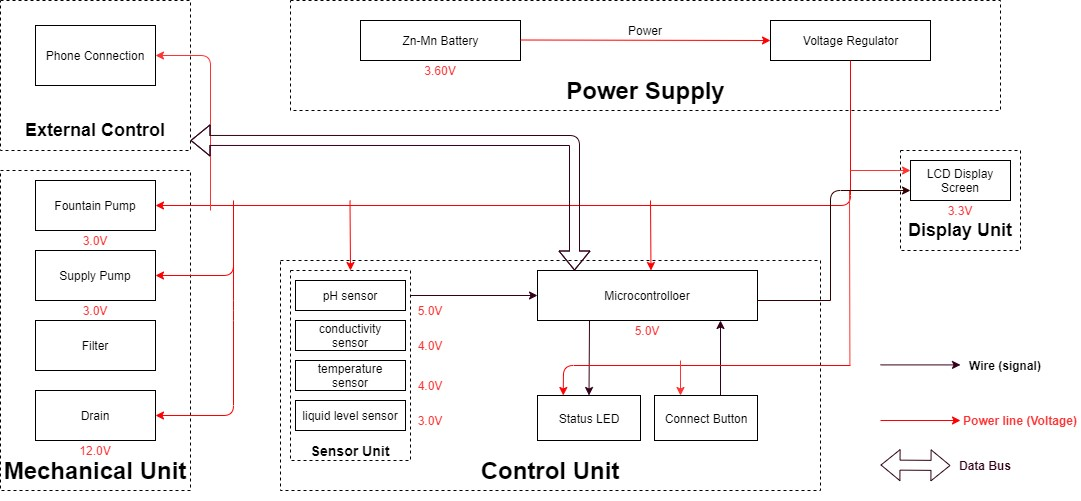 Phone Connection
External Control
Zn-Mn Battery
3.60V
Power
Voltage Regulator
Power Supply
Fountain Pump
3.0V
Supply Pump
3.0V
Filter
Drain
12.0V
Mechanical Unit
LCD Display
Screen
3.3V
Display Unit
pH sensor
5.0V
conductivity
sensor
4.0V
temperature
sensor
4.0V
liquid level sensor
3.0V
Sensor Unit
Microcontrolloer
5.0V
Status LED
Connect Button
Control Unit
Wire (signal)
Power line (Voltage)
Data Bus